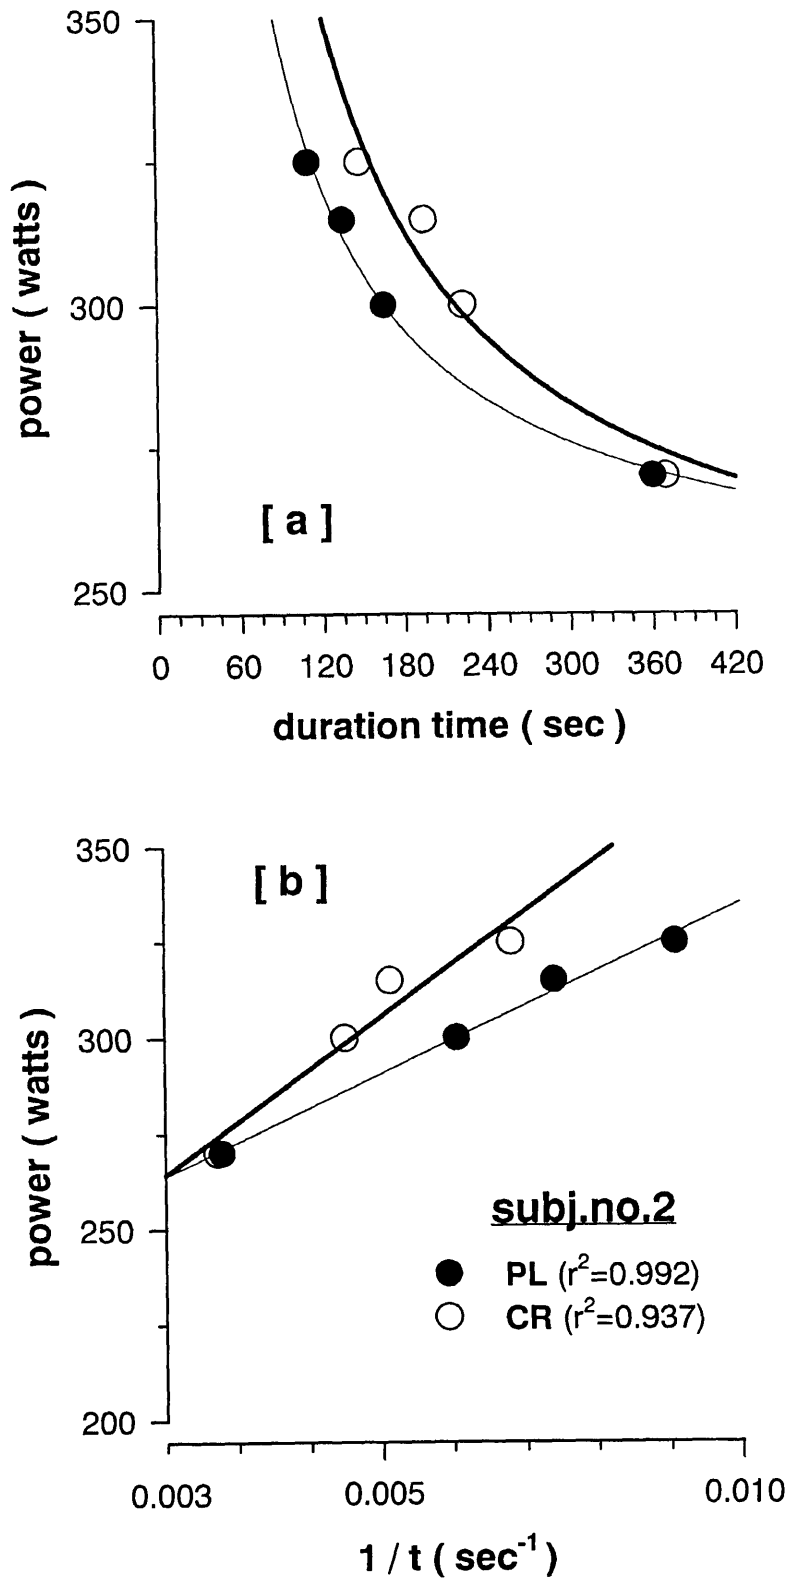 350
300
250
power ( watts )
[ a ]
0 60 120 180 240 300 360 420
duration time ( sec )
350
300
250
200
power ( watts )
[ b ]
subj.no.2
PL (r²=0.992)
CR (r²=0.937)
0.003 0.005 0.010
1 / t ( sec⁻¹ )